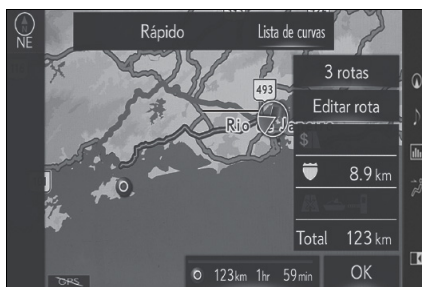 NE
Rápido
Lista de curvas
3 rotas
493
Editar rota
Rio
$
8.9 km
Total 123 km
123km 1hr 59min
OK
GPS